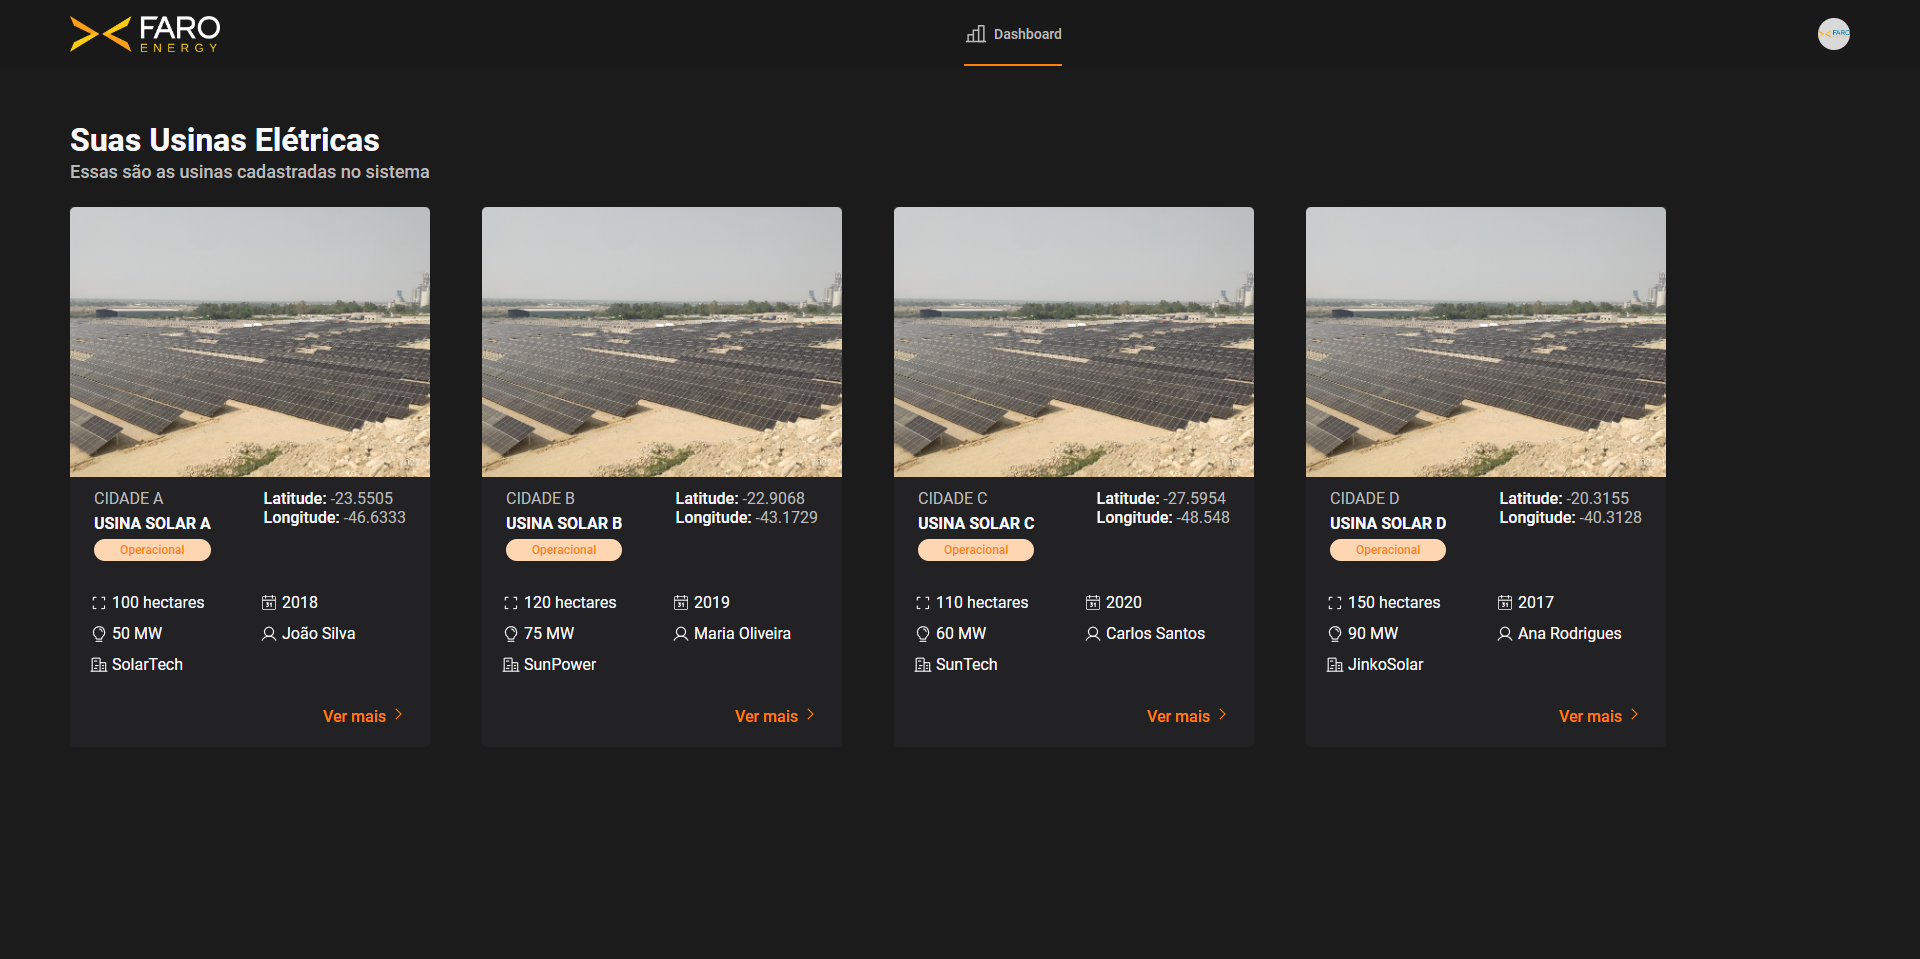 FARO
ENERGY
Dashboard
FARO
Suas Usinas Elétricas
Essas são as usinas cadastradas no sistema
CIDADE A
USINA SOLAR A
Operacional
Latitude: -23.5505
Longitude: -46.6333
100 hectares
2018
50 MW
João Silva
SolarTech
Ver mais
CIDADE B
USINA SOLAR B
Operacional
Latitude: -22.9068
Longitude: -43.1729
120 hectares
2019
75 MW
Maria Oliveira
SunPower
Ver mais
CIDADE C
USINA SOLAR C
Operacional
Latitude: -27.5954
Longitude: -48.548
110 hectares
2020
60 MW
Carlos Santos
SunTech
Ver mais
CIDADE D
USINA SOLAR D
Operacional
Latitude: -20.3155
Longitude: -40.3128
150 hectares
2017
90 MW
Ana Rodrigues
JinkoSolar
Ver mais